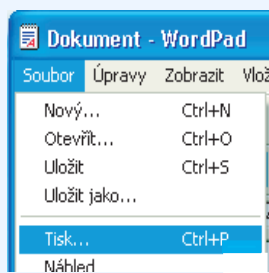 Dokument - WordPad
Soubor Úpravy Zobrazit Vlož
Nový... Ctrl+N
Otevřít... Ctrl+O
Uložit Ctrl+S
Uložit jako...
Tisk... Ctrl+P
Náhled